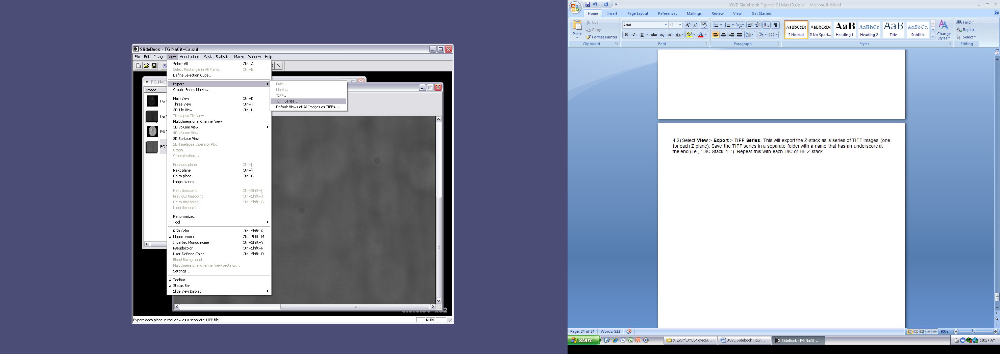 SlideBook - FG NaCit+Ca.sld
File Edit Image View Annotations Mask Statistics Macro Window Help
Select All Ctrl+A
Select Rectangle in All Planes Ctrl+B
Define Selection Cube...
Export
Create Series Movie...
Main View Ctrl+K
Three View Ctrl+T
3D Tile View Ctrl+L
Timelapse Tile View
Multidimensional Channel View
3D Volume View
4D Volume View
3D Surface View
2D Timelapse Intensity Plot
Graph...
Colocalization...
Previous plane Ctrl+[
Next plane Ctrl+]
Go to plane... Ctrl+G
Loops planes
Next timepoint Ctrl+Shift+[
Previous timepoint Ctrl+Shift+]
Go to timepoint... Ctrl+Shift+G
Loop timepoints
Renormalize...
Tool
RGB Color Ctrl+Shift+R
Monochrome Ctrl+Shift+M
Inverted Monochrome Ctrl+Shift+V
Pseudocolor Ctrl+Shift+P
User-Defined Color Ctrl+Shift+D
Blend Background
Multidimensional Channel View Settings...
Settings...
Toolbar
Status Bar
Slide View Display
BMP...
Movie...
TIFF...
TIFF Series...
Default Views of All Images as TIFFs...
Image
FG
FG
FG
FG
Export each plane in the view as a separate TIFF file
NUM
JOVE Slidebook Figures 01May13.docx - Microsoft Word
Home Insert Page Layout References Mailings Review View Get Started
Paste
Cut
Copy
Format Painter
Clipboard
Arial 12
Font
Paragraph
AaBbCcDc AaBbCcDc AaB AaBbCc AaB AaBbCc.
¶ Normal ¶ No Spaci... Heading 1 Heading 2 Title Subtitle
Change Styles
Styles
Find
Replace
Select
Editing
4.2) Select View > Export > TIFF Series. This will export the Z-stack as a series of TIFF images (one
for each Z plane). Save the TIFF series in a separate folder with a name that has an underscore at
the end (i.e., “DIC Stack 1_”). Repeat this with each DIC or BF Z-stack.
Page: 24 of 24 Words: 522 90%
start X:\SOM\BME\Projects... JOVE Slidebook Figur... SlideBook - FG NaCit... 10:27 AM